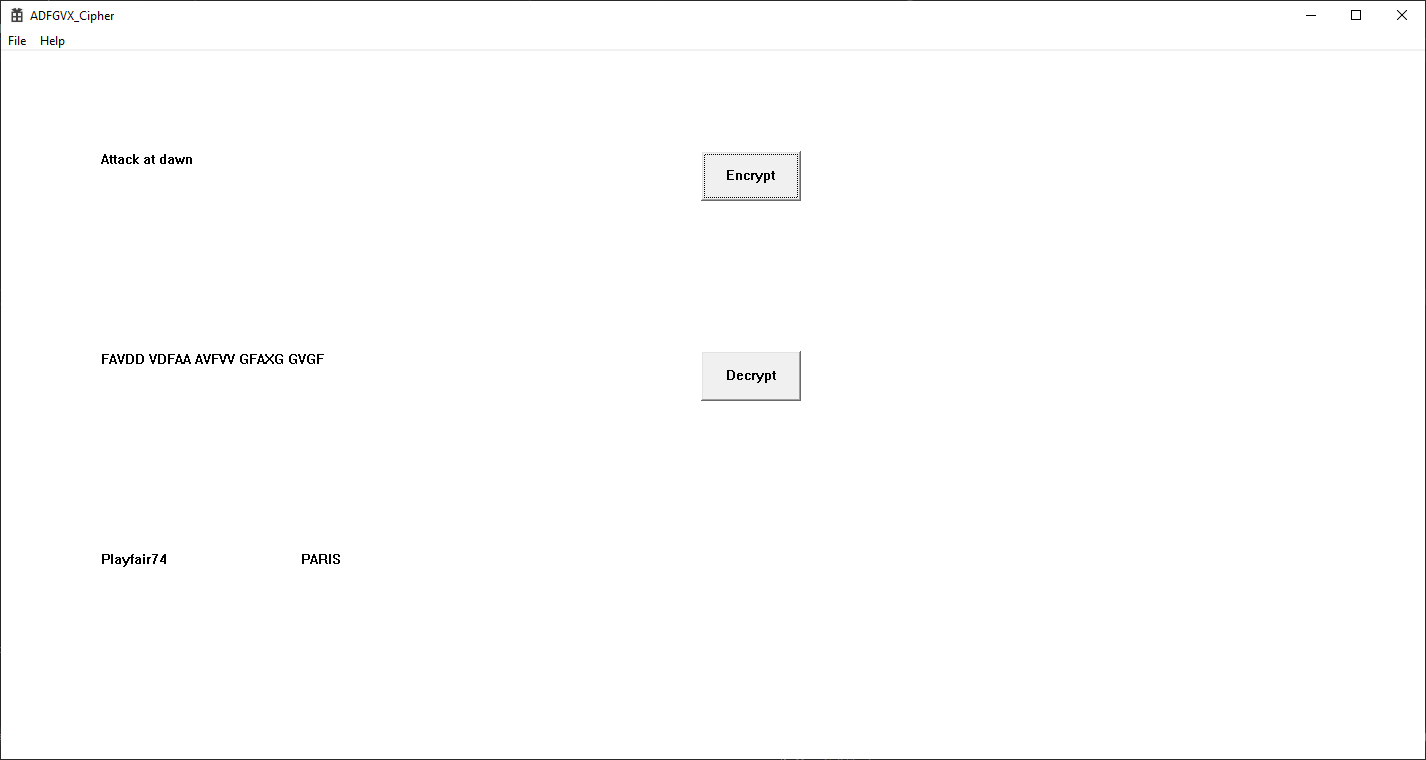 ADFGVX_Cipher
File Help
Attack at dawn
Encrypt
FAVDD VDFAA AVFVV GFAXG GVGF
Decrypt
Playfair74 PARIS